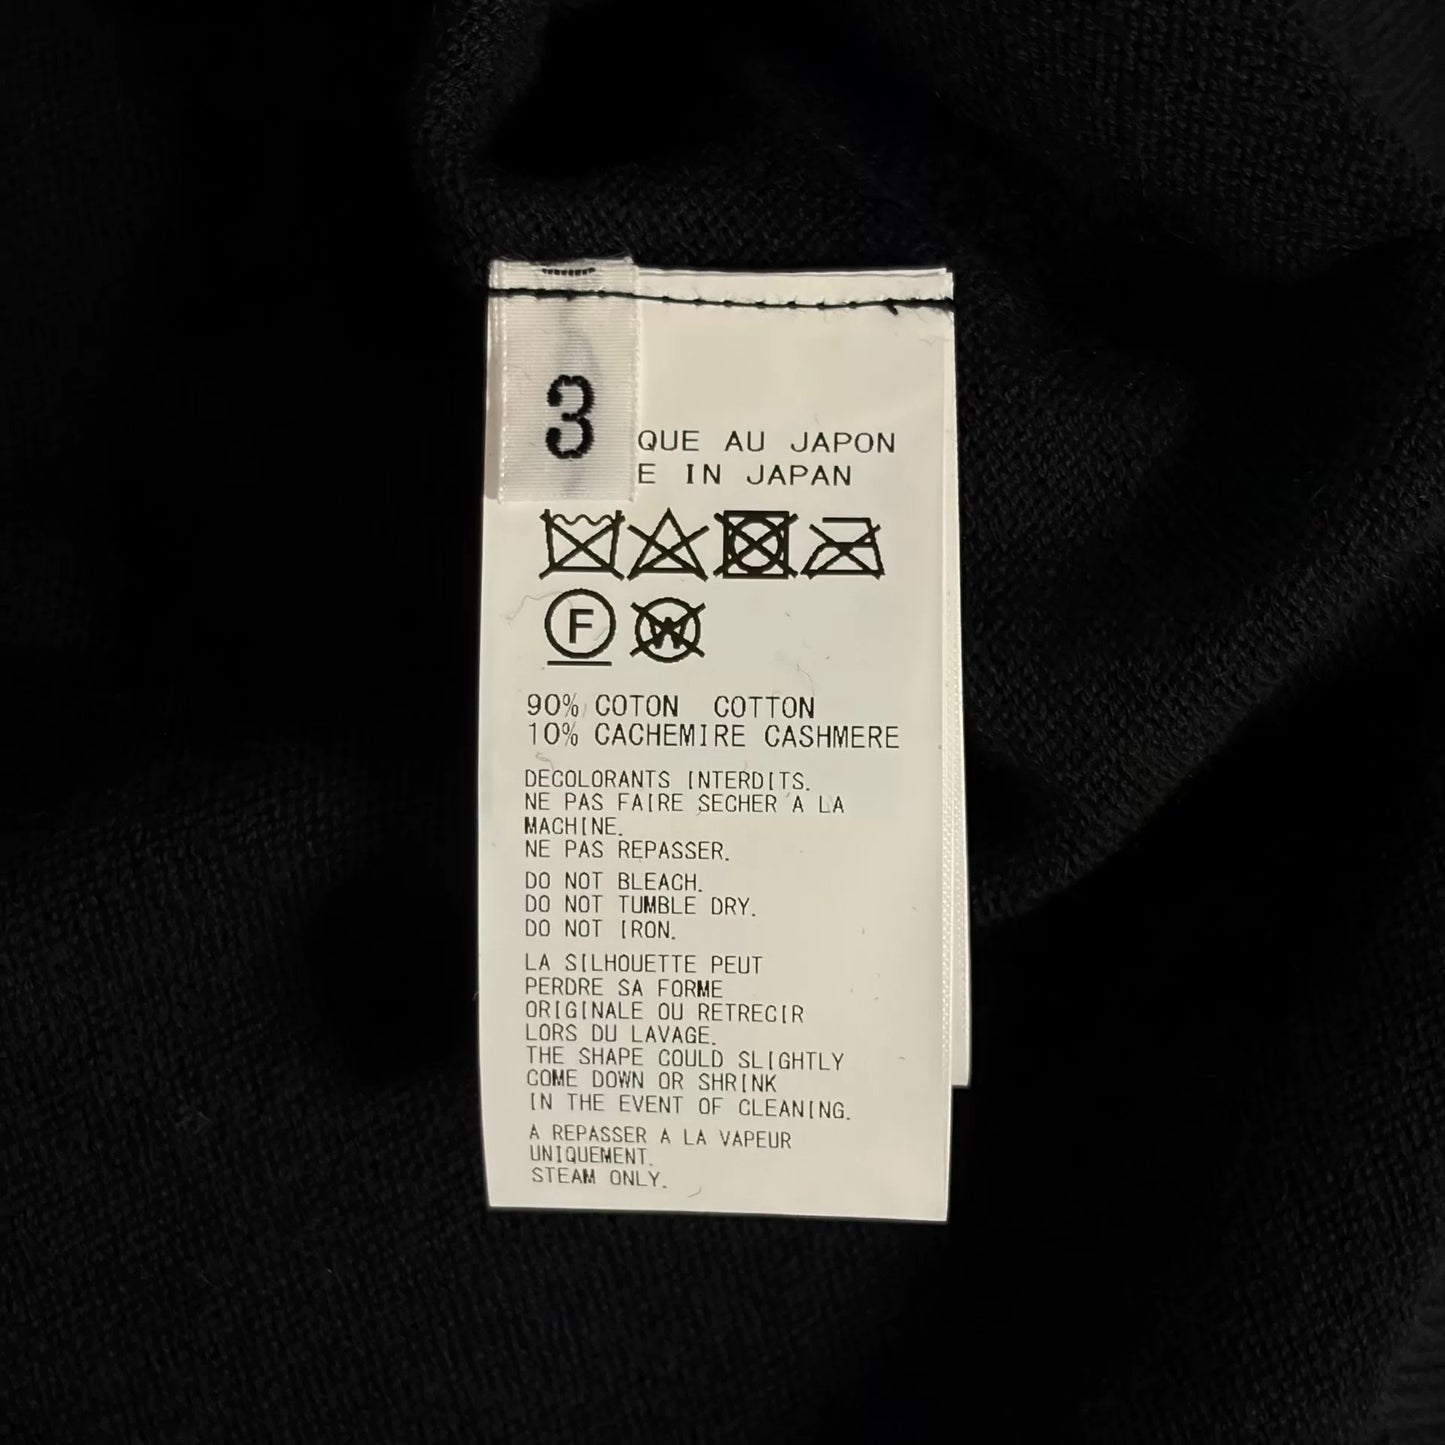 3
QUE AU JAPON
E IN JAPAN
F W
90% COTON COTTON
10% CACHEMIRE CASHMERE
DECOLORANTS INTERDITS.
NE PAS FAIRE SECHER A LA
MACHINE.
NE PAS REPASSER.
DO NOT BLEACH.
DO NOT TUMBLE DRY.
DO NOT IRON.
LA SILHOUETTE PEUT
PERDRE SA FORME
ORIGINALE OU RETRECIR
LORS DU LAVAGE.
THE SHAPE COULD SLIGHTLY
COME DOWN OR SHRINK
IN THE EVENT OF CLEANING.
A REPASSER A LA VAPEUR
UNIQUEMENT.
STEAM ONLY.